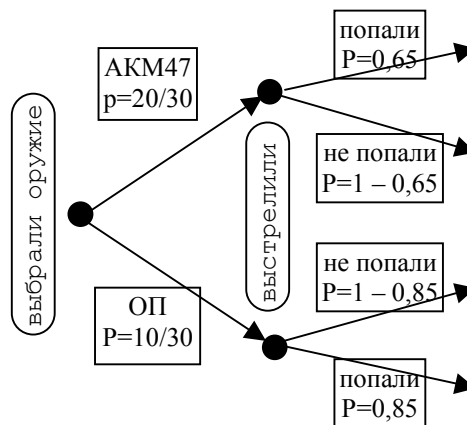 попали
P=0,65
АКМ47
p=20/30
не попали
P=1 – 0,65
выбрали оружие
выстрелили
не попали
P=1 – 0,85
ОП
P=10/30
попали
P=0,85